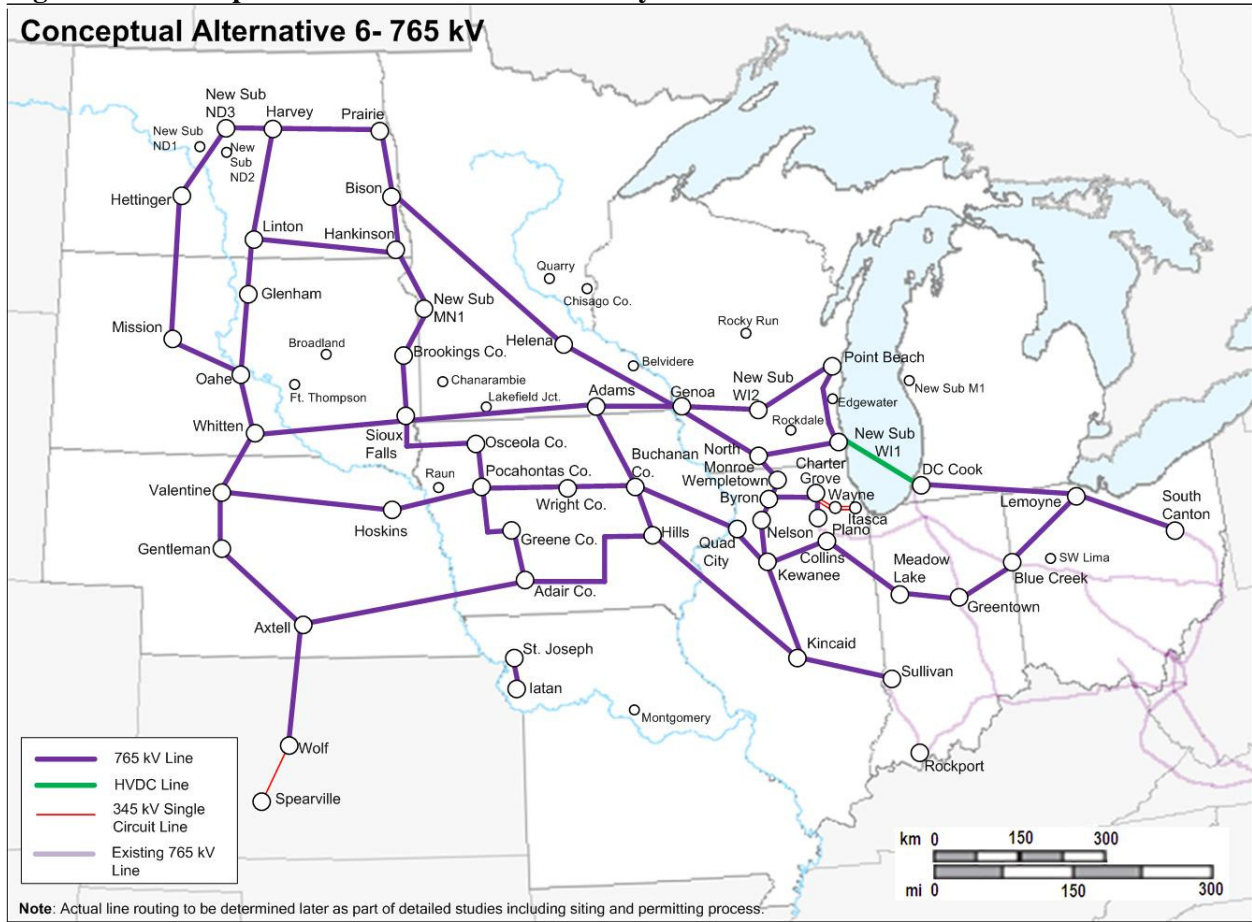 Conceptual Alternative 6- 765 kV
New Sub
ND3
Harvey
Prairie
New Sub
ND1
New
Sub
ND2
Hettinger
Bison
Linton
Hankinson
Glenham
New Sub
MN1
Quarry
Chisago Co.
Mission
Broadland
Brookings Co.
Helena
Rocky Run
Belvidere
Point Beach
New Sub M1
Oahe
Ft. Thompson
Chanarambie
Lakefield Jct.
Adams
Genoa
New Sub
WI2
Edgewater
Rockdale
Whitten
Sioux
Falls
Osceola Co.
Buchanan
Co.
North
Monroe
New Sub
WI1
Wempletown
Charter
Grove
DC Cook
Valentine
Raun
Pocahontas Co.
Wright Co.
Byron
Wayne
Itasca
Lemoyne
South
Canton
Hoskins
Gentleman
Greene Co.
Hills
Quad
City
Nelson
Plano
Collins
Kewanee
Meadow
Lake
SW Lima
Blue Creek
Greentown
Adair Co.
Axtell
St. Joseph
Iatan
Kincaid
Sullivan
Montgomery
Wolf
Spearville
Rockport
765 kV Line
HVDC Line
345 kV Single
Circuit Line
Existing 765 kV
Line
km 0 150 300
mi 0 150 300
Note: Actual line routing to be determined later as part of detailed studies including siting and permitting process.